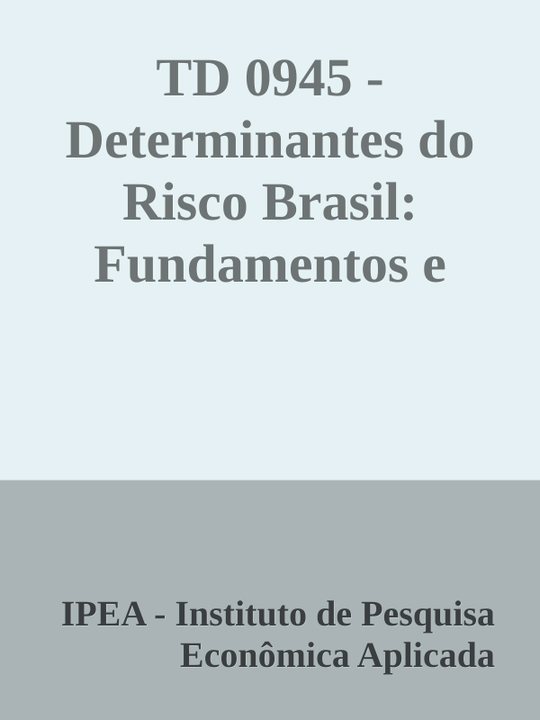 TD 0945 -
Determinantes do
Risco Brasil:
Fundamentos e
IPEA - Instituto de Pesquisa
Econômica Aplicada